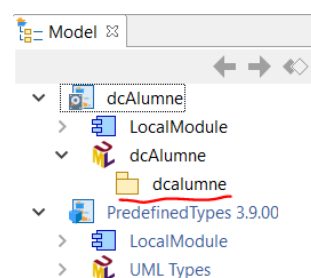 Model
dcAlumne
LocalModule
dcAlumne
dcalumne
PredefinedTypes 3.9.00
LocalModule
UML Types